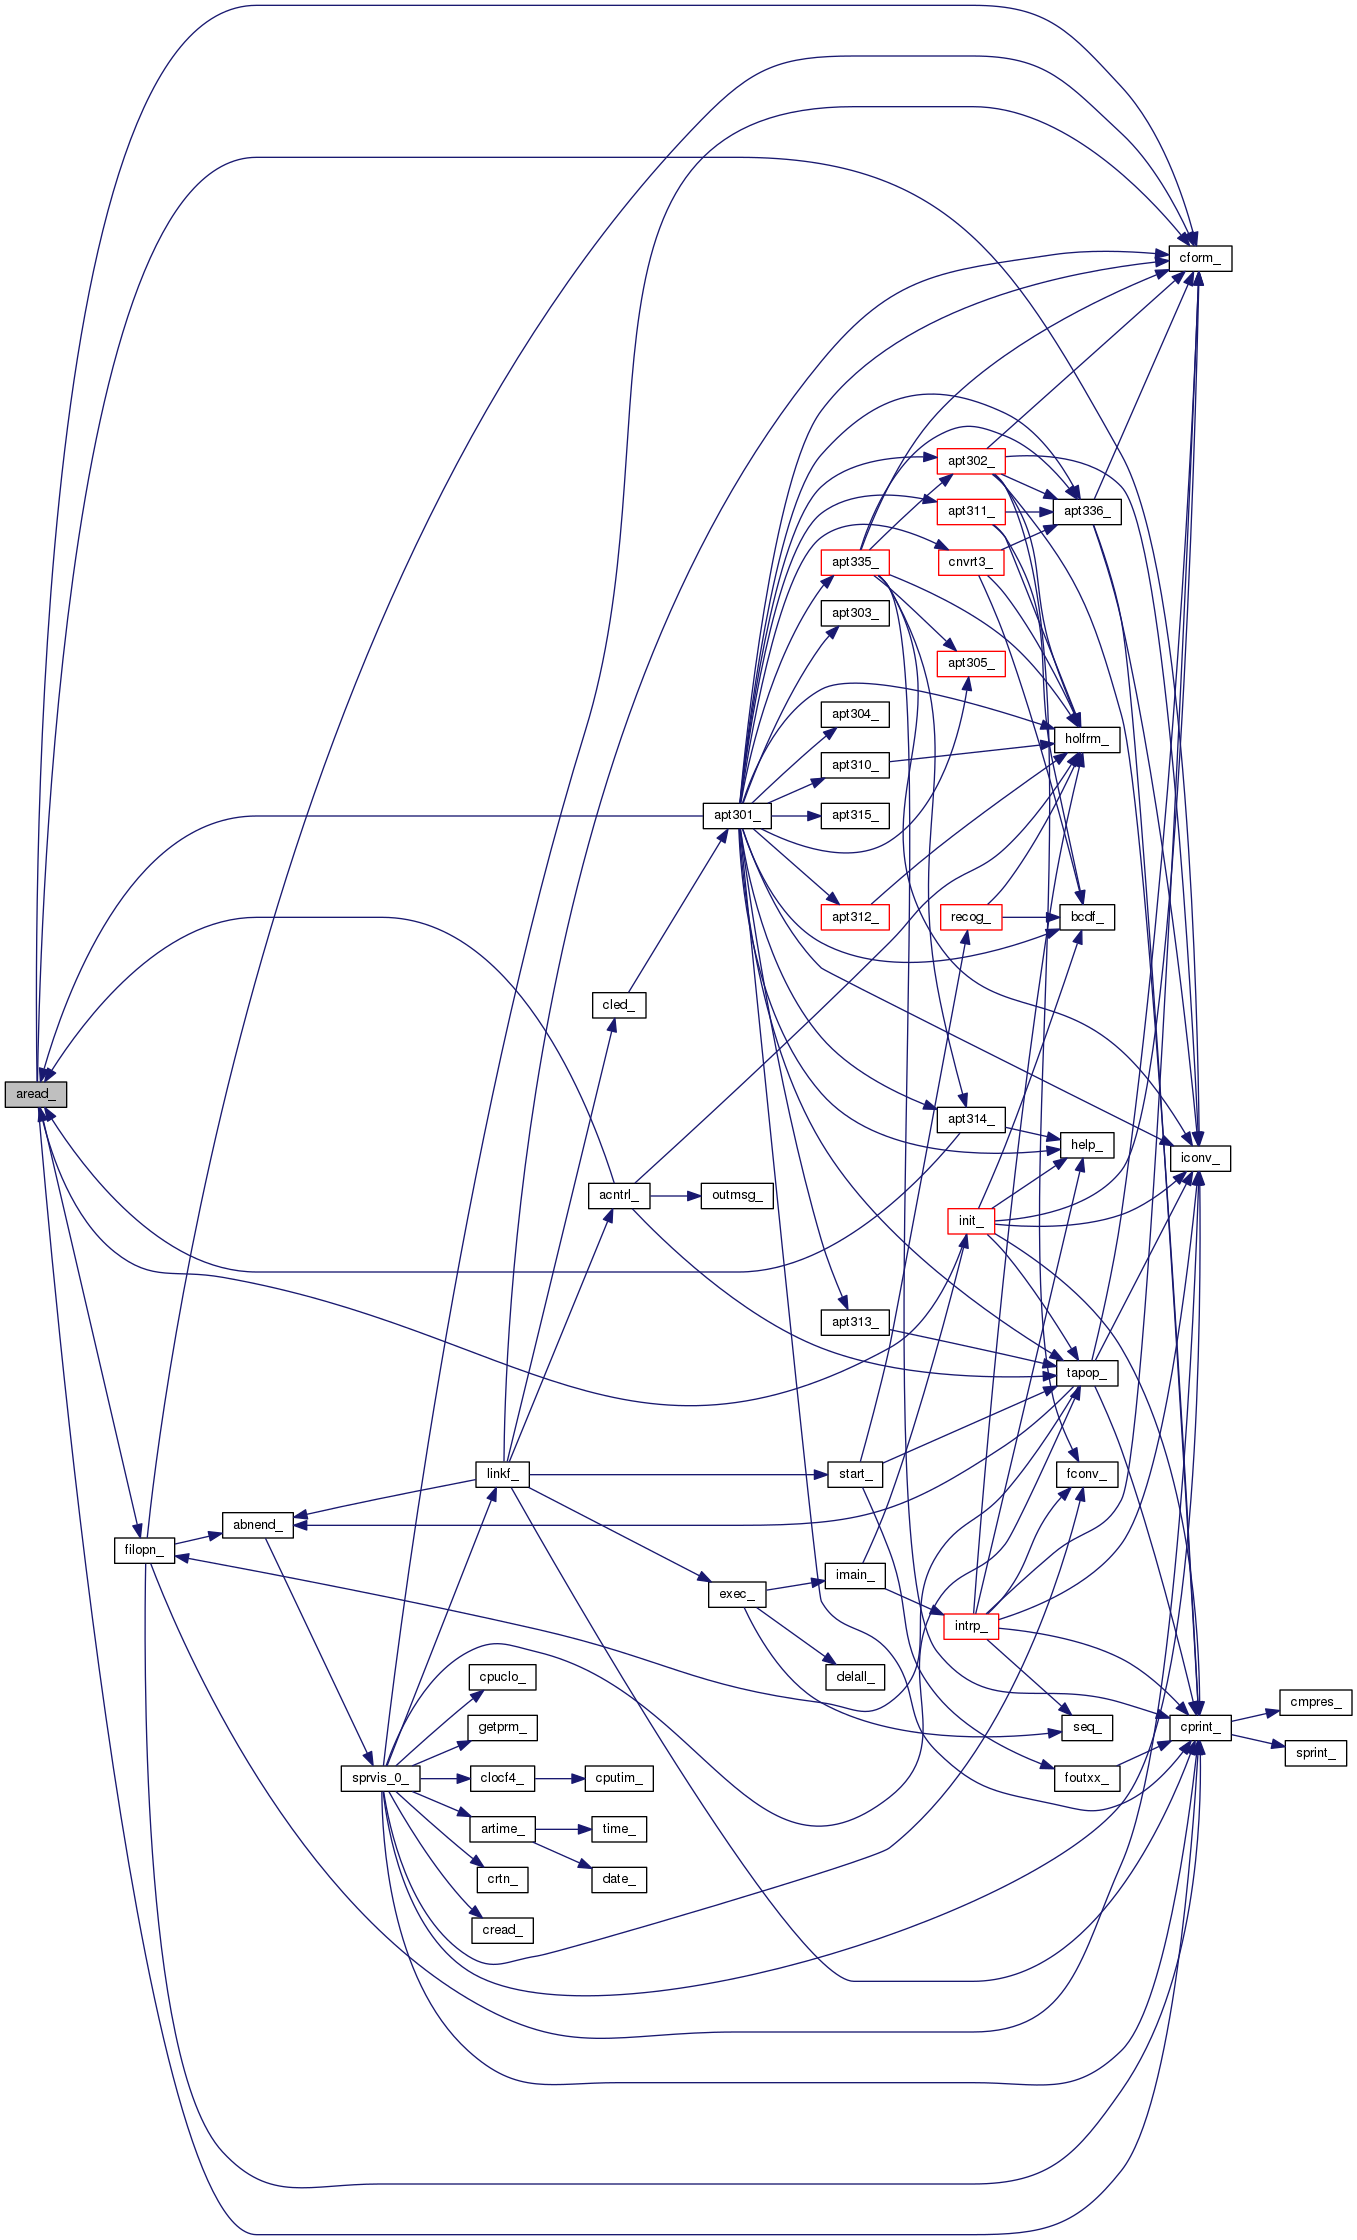 cform_
apt302_
apt311_
apt336_
apt335_
cnvrt3_
apt303_
apt305_
apt304_
holfrm_
apt310_
apt301_
apt315_
apt312_
recog_
bcdf_
cled_
aread_
apt314_
help_
iconv_
acntrl_
outmsg_
init_
apt313_
tapop_
linkf_
start_
fconv_
abnend_
filopn_
imain_
exec_
intrp_
cpuclo_
delall_
cmpres_
getprm_
seq_
cprint_
sprint_
sprvis_0_
clocf4_
cputim_
foutxx_
artime_
time_
crtn_
date_
cread_